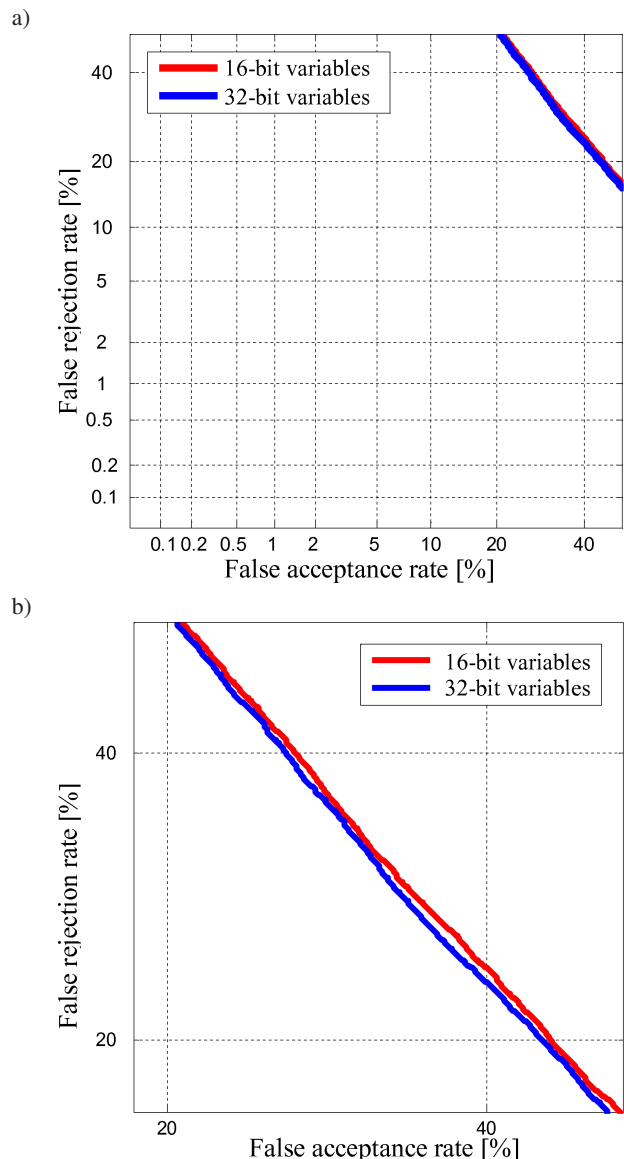 a)
16-bit variables
32-bit variables
False rejection rate [%]
40
20
10
5
2
1
0.5
0.2
0.1
0.1 0.2 0.5 1 2 5 10 20 40
False acceptance rate [%]
b)
16-bit variables
32-bit variables
False rejection rate [%]
40
20
20 40
False acceptance rate [%]